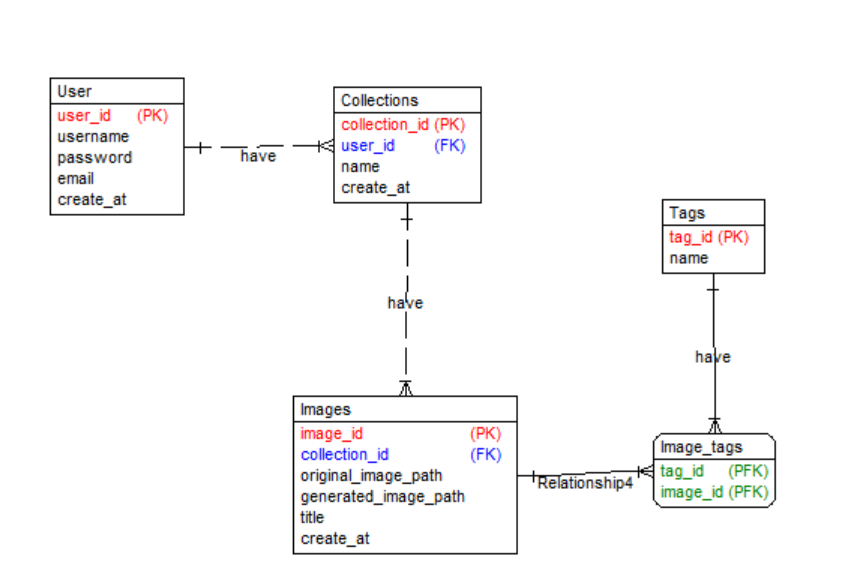 User
user_id (PK)
username
password
email
create_at
have
Collections
collection_id (PK)
user_id (FK)
name
create_at
have
Tags
tag_id (PK)
name
have
Images
image_id (PK)
collection_id (FK)
original_image_path
generated_image_path
title
create_at
Relationship4
Image_tags
tag_id (PFK)
image_id (PFK)